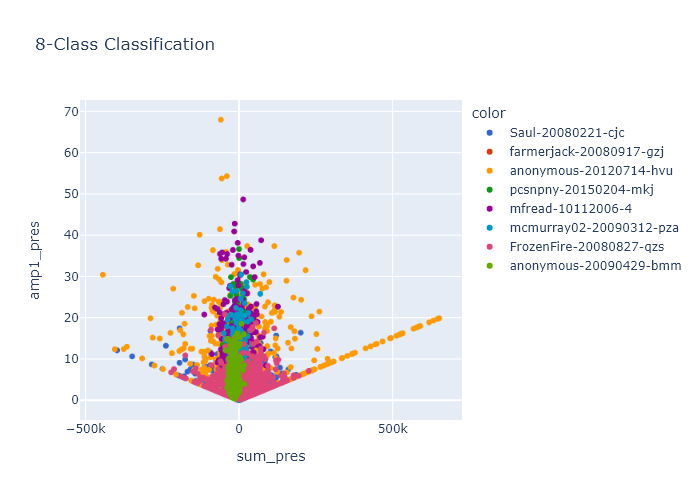 8-Class Classification
color
Saul-20080221-cjc
farmerjack-20080917-gzj
anonymous-20120714-hvu
pcsnpny-20150204-mkj
mfread-10112006-4
mcmurray02-20090312-pza
FrozenFire-20080827-qzs
anonymous-20090429-bmm
amp1_pres
70
60
50
40
30
20
10
0
−500k
0
500k
sum_pres